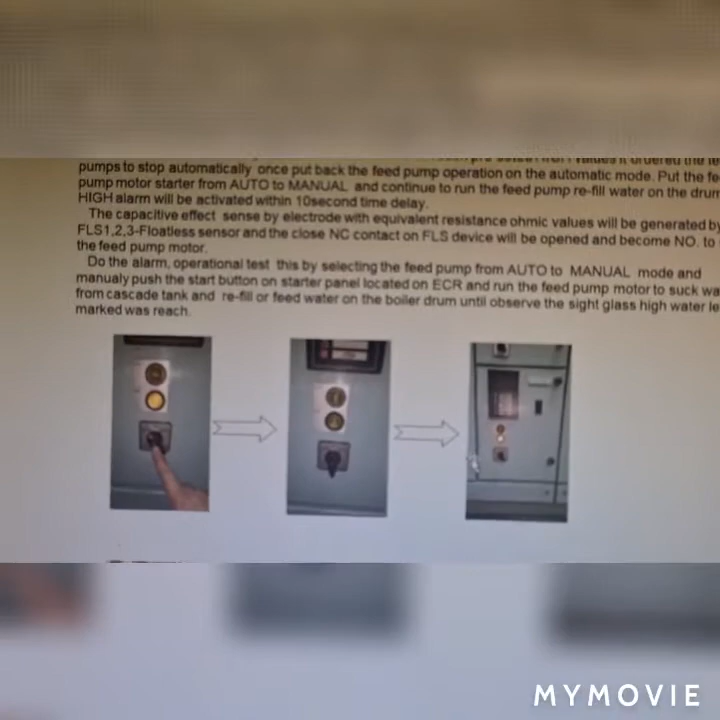 pumps to stop automatically once put back the feed pump operation on the automatic mode. Put the fe
pump motor starter from AUTO to MANUAL and continue to run the feed pump re-fill water on the drum
HIGH alarm will be activated within 10second time delay.
The capacitive effect sense by electrode with equivalent resistance ohmic values will be generated by
FLS1,2,3-Floatless sensor and the close NC contact on FLS device will be opened and become NO. to
the feed pump motor.
Do the alarm, operational test this by selecting the feed pump from AUTO to MANUAL mode and
manualy push the start button on starter panel located on ECR and run the feed pump motor to suck wa
from cascade tank and re-fill or feed water on the boiler drum until observe the sight glass high water le
marked was reach.
MYMOVIE